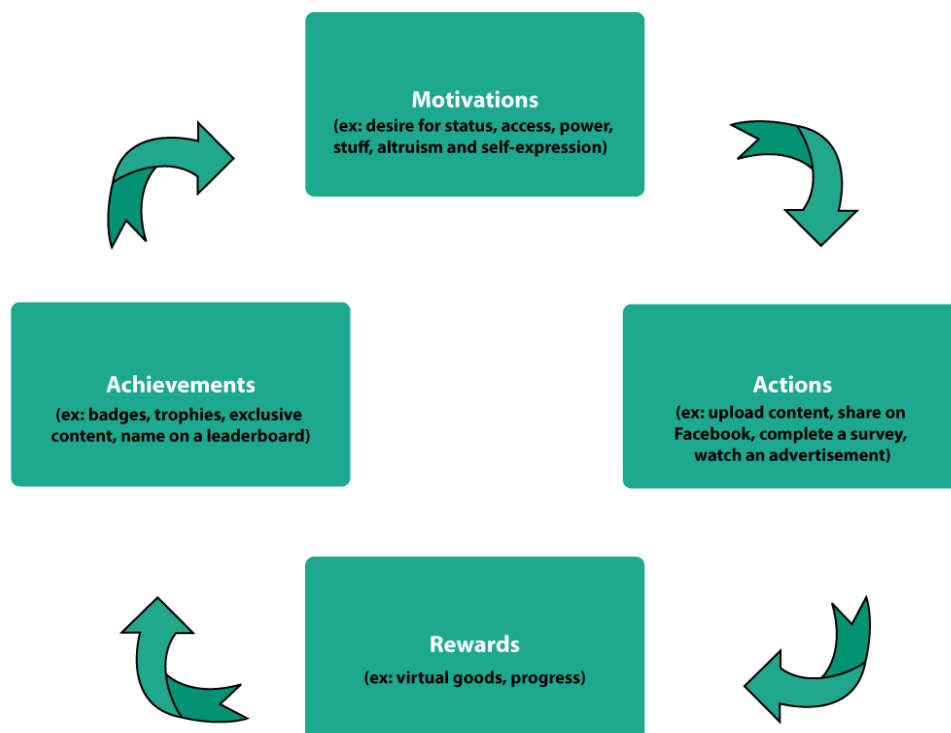 Motivations
(ex: desire for status, access, power,
stuff, altruism and self-expression)
Achievements
(ex: badges, trophies, exclusive
content, name on a leaderboard)
Actions
(ex: upload content, share on
Facebook, complete a survey,
watch an advertisement)
Rewards
(ex: virtual goods, progress)